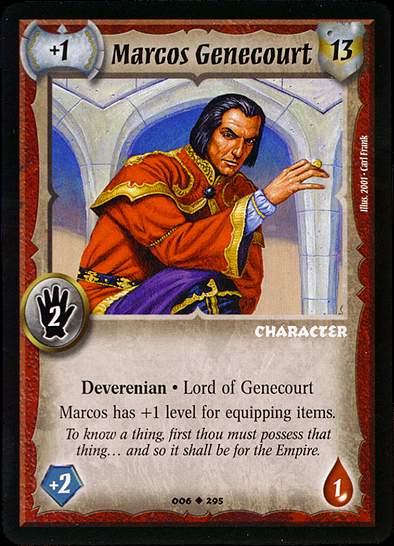 +1
Marcos Genecourt
13
Illus. 2001 - Carl Frank
2
CHARACTER
Deverenian • Lord of Genecourt
Marcos has +1 level for equipping items.
To know a thing, first thou must possess that
thing... and so it shall be for the Empire.
+2
006 ◆ 295
1